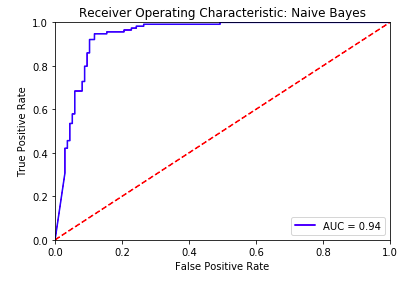 Receiver Operating Characteristic: Naive Bayes
True Positive Rate
1.0
0.8
0.6
0.4
0.2
0.0
AUC = 0.94
0.0 0.2 0.4 0.6 0.8 1.0
False Positive Rate